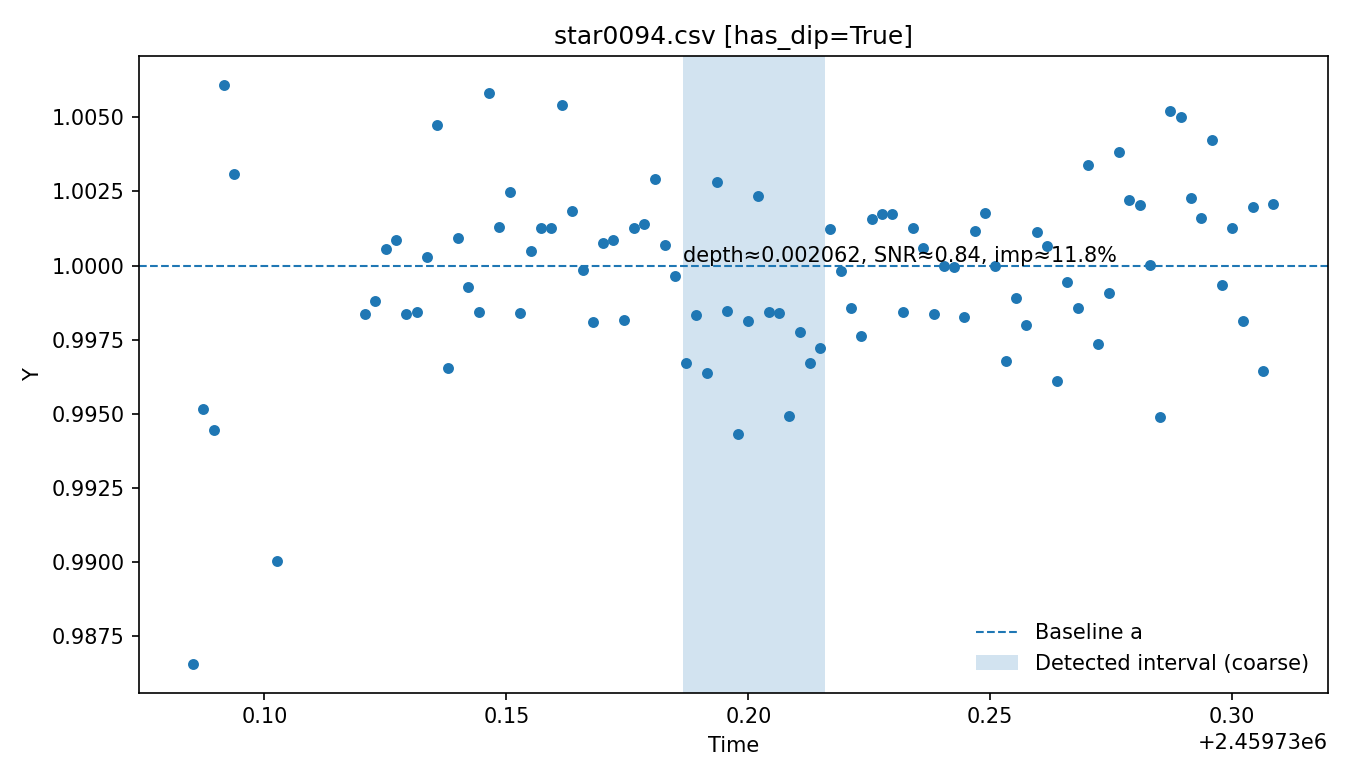 star0094.csv [has_dip=True]
1.0050
1.0025
1.0000
0.9975
0.9950
0.9925
0.9900
0.9875
Y
depth≈0.002062, SNR≈0.84, imp≈11.8%
Baseline a
Detected interval (coarse)
0.10 0.15 0.20 0.25 0.30
Time
+2.45973e6